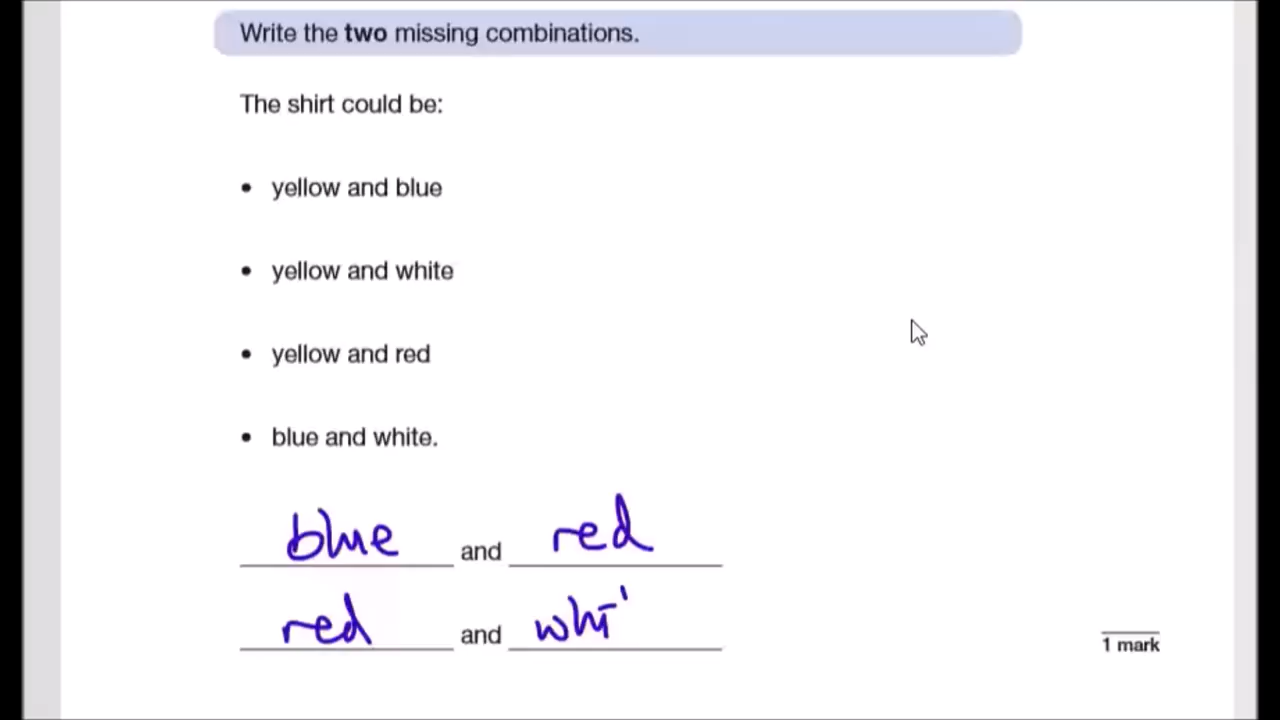 Write the two missing combinations.
The shirt could be:
• yellow and blue
• yellow and white
• yellow and red
• blue and white.
blue and red
red and whi
1 mark